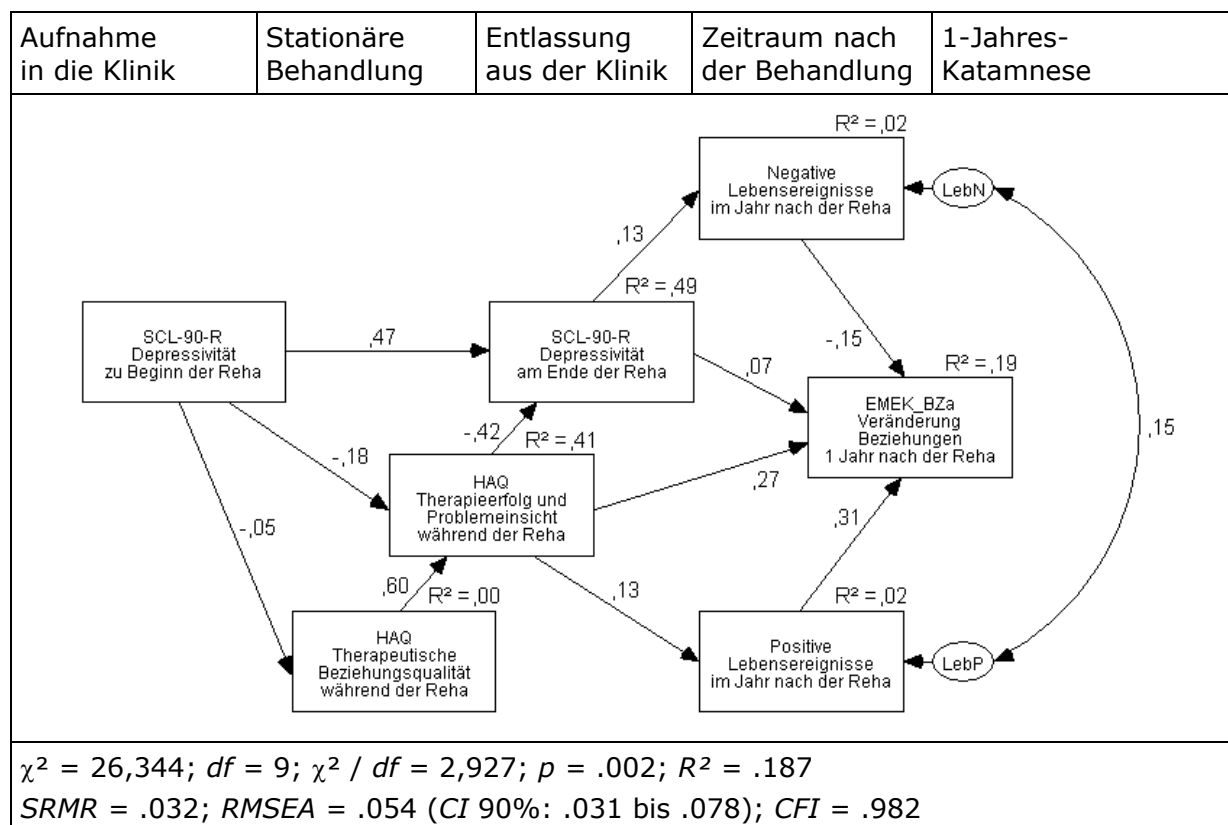 Aufnahme
in die Klinik
Stationäre
Behandlung
Entlassung
aus der Klinik
Zeitraum nach
der Behandlung
1-Jahres-
Katamnese
R² =,02
Negative
Lebensereignisse
im Jahr nach der Reha
LebN
,13
R² =,49
SCL-90-R
Depressivität
zu Beginn der Reha
,47
SCL-90-R
Depressivität
am Ende der Reha
-,15
,07
R² =,19
EMEK_BZa
Veränderung
Beziehungen
1 Jahr nach der Reha
,15
-,42
R² =,41
-,18
HAQ
Therapieerfolg und
Problemeinsicht
während der Reha
,27
,31
-,05
,60
R² =,00
,13
R² =,02
HAQ
Therapeutische
Beziehungsqualität
während der Reha
Positive
Lebensereignisse
im Jahr nach der Reha
LebP
χ² = 26,344; df = 9; χ² / df = 2,927; p = .002; R² = .187
SRMR = .032; RMSEA = .054 (CI 90%: .031 bis .078); CFI = .982